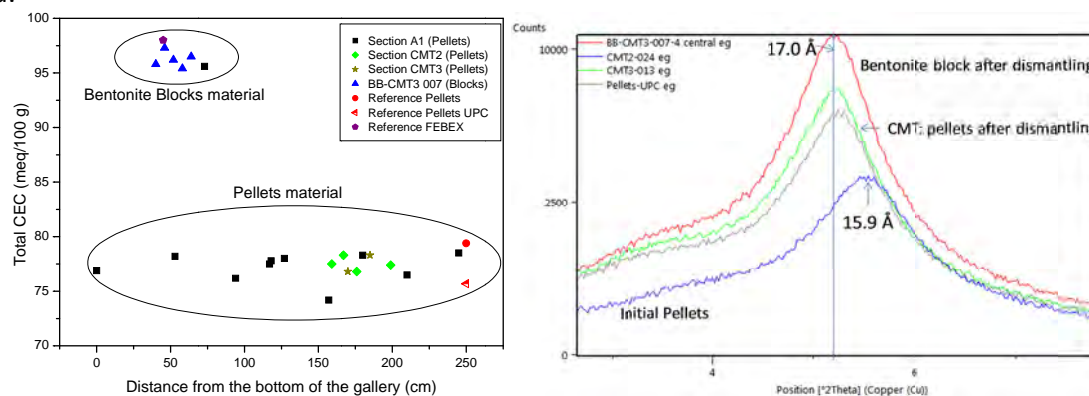 100
95
90
85
80
75
70
0
50
100
150
200
250
Total CEC (meq/100 g)
Distance from the bottom of the gallery (cm)
Bentonite Blocks material
Pellets material
Section A1 (Pellets)
Section CMT2 (Pellets)
Section CMT3 (Pellets)
BB-CMT3 007 (Blocks)
Reference Pellets
Reference Pellets UPC
Reference FEBEX
Counts
10000
2500
0
BB-CMT3-007-4 central eg
CMT2-024 eg
CMT3-013 eg
Pellets-UPC eg
17.0 Å
Bentonite block after dismantling
CMT: pellets after dismantling
15.9 Å
Initial Pellets
4
6
Position [°2Theta] (Copper (Cu))